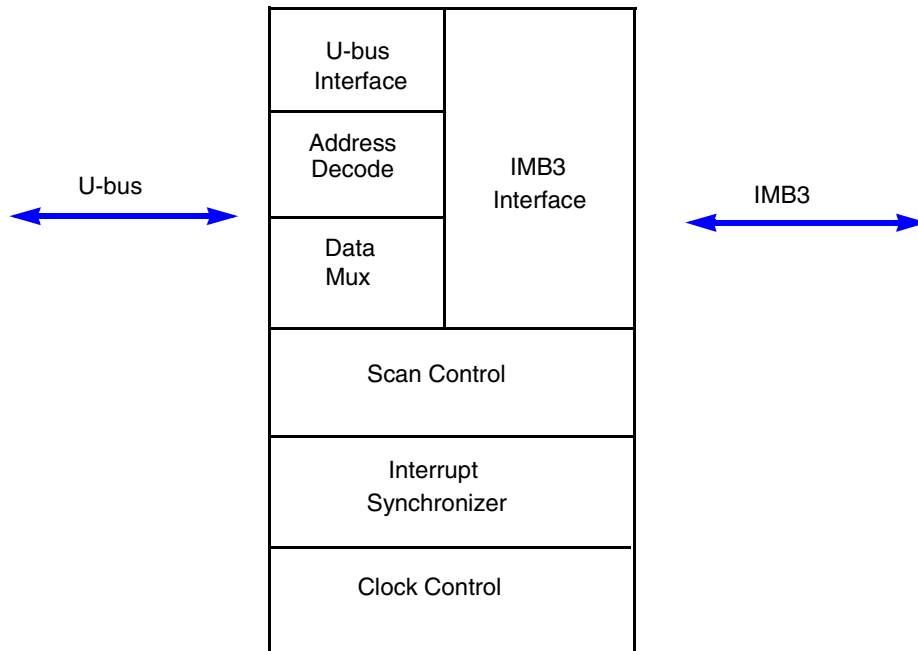 U-bus
Interface
Address
Decode
Data
Mux
IMB3
Interface
U-bus
IMB3
Scan Control
Interrupt
Synchronizer
Clock Control